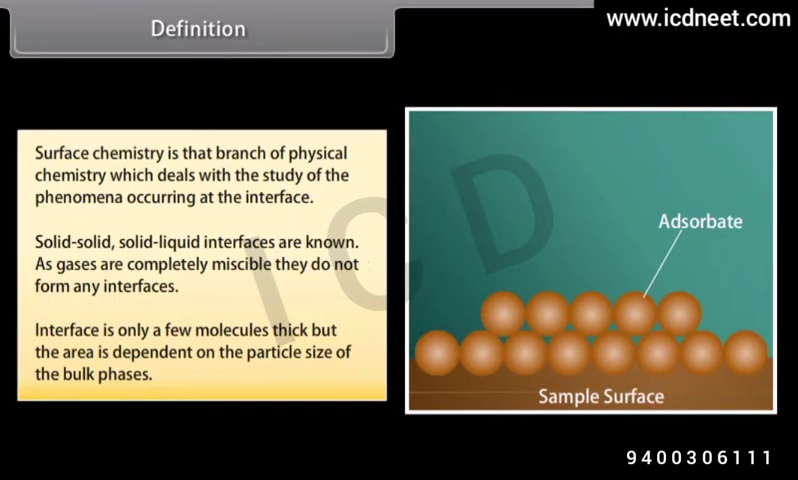 www.icdneet.com
Definition
Surface chemistry is that branch of physical
chemistry which deals with the study of the
phenomena occurring at the interface.
Solid-solid, solid-liquid interfaces are known.
As gases are completely miscible they do not
form any interfaces.
Interface is only a few molecules thick but
the area is dependent on the particle size of
the bulk phases.
Adsorbate
Sample Surface
ICD
9400306111